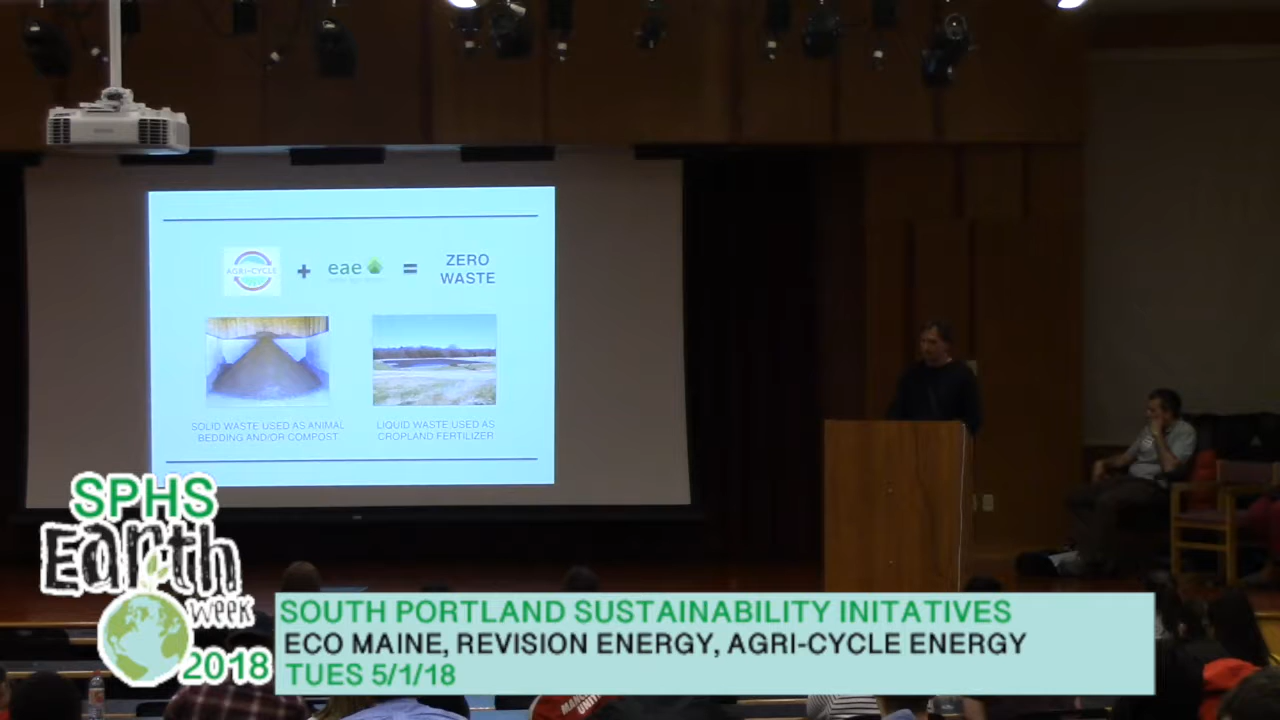 AGRI-CYCLE
+
eae
=
ZERO
WASTE
SOLID WASTE USED AS ANIMAL
BEDDING AND/OR COMPOST
LIQUID WASTE USED AS
CROPLAND FERTILIZER
SPHS
Earth
week
2018
SOUTH PORTLAND SUSTAINABILITY INITATIVES
ECO MAINE, REVISION ENERGY, AGRI-CYCLE ENERGY
TUES 5/1/18